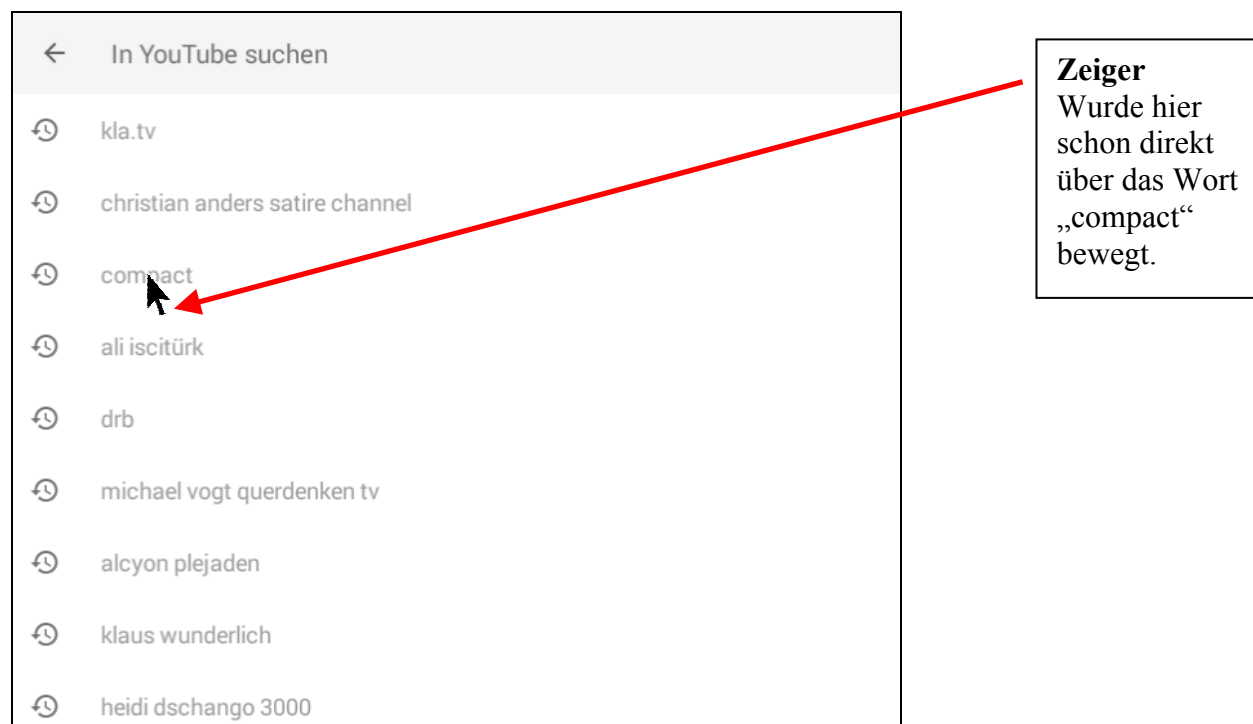 In YouTube suchen
kla.tv
christian anders satire channel
compact
ali iscitürk
drb
michael vogt querdenken tv
alcyon plejaden
klaus wunderlich
heidi dschango 3000
Zeiger
Wurde hier
schon direkt
über das Wort
„compact“
bewegt.